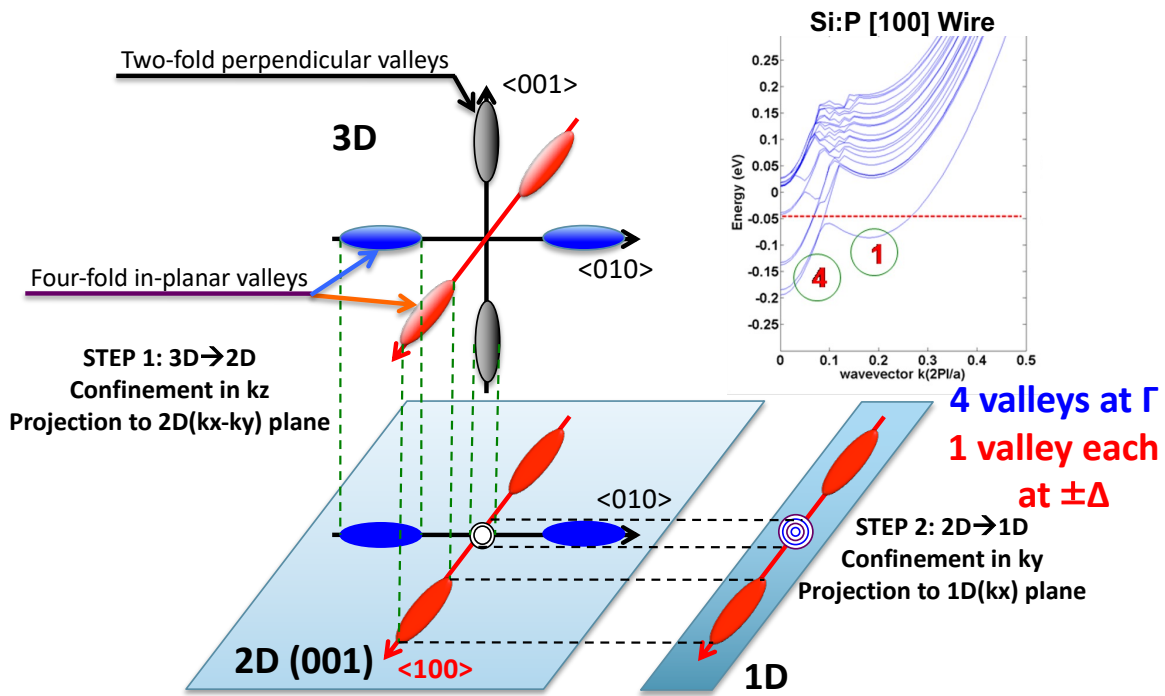 Si:P [100] Wire
Two-fold perpendicular valleys
<001>
3D
<010>
Four-fold in-planar valleys
STEP 1: 3D→2D
Confinement in kz
Projection to 2D(kx-ky) plane
0.25
0.2
0.15
0.1
0.05
0
-0.05
-0.1
-0.15
-0.2
-0.25
Energy (eV)
4
1
0 0.1 0.2 0.3 0.4 0.5
wavevector k(2PI/a)
4 valleys at Γ
1 valley each
at ±Δ
<010>
STEP 2: 2D→1D
Confinement in ky
Projection to 1D(kx) plane
2D (001)
<100>
1D